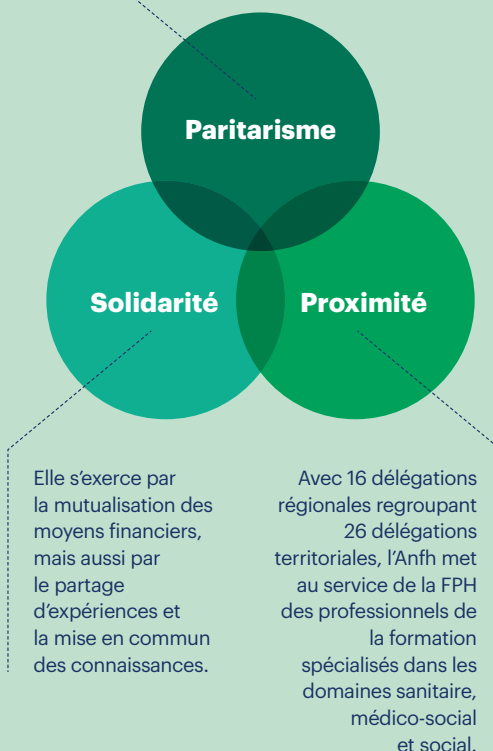 Paritarisme
Solidarité
Proximité
Elle s’exerce par
la mutualisation des
moyens financiers,
mais aussi par
le partage
d’expériences et
la mise en commun
des connaissances.
Avec 16 délégations
régionales regroupant
26 délégations
territoriales, l’Anfh met
au service de la FPH
des professionnels de
la formation
spécialisés dans les
domaines sanitaire,
médico-social
et social.